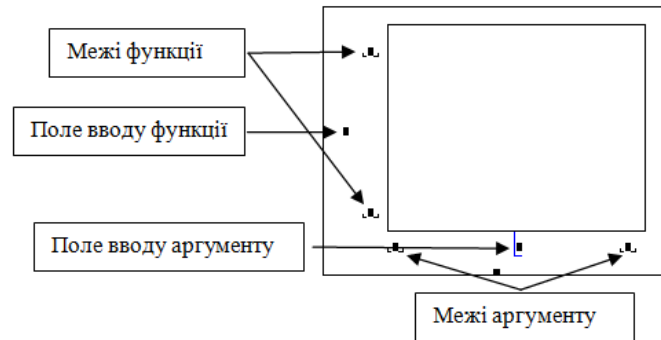 Межі функції
Поле вводу функції
Поле вводу аргументу
Межі аргументу